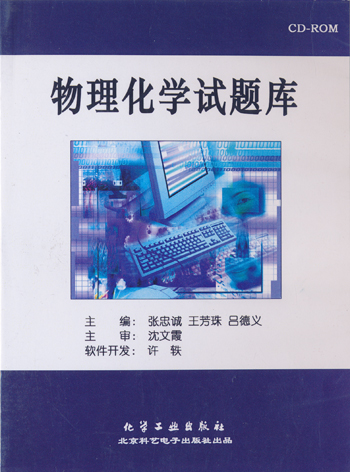 CD-ROM
物理化学试题库
主 编: 张忠诚 王芳珠 吕德义
主 审: 沈文霞
软件开发: 许 轶
化学工业出版社
北京科艺电子出版社出品